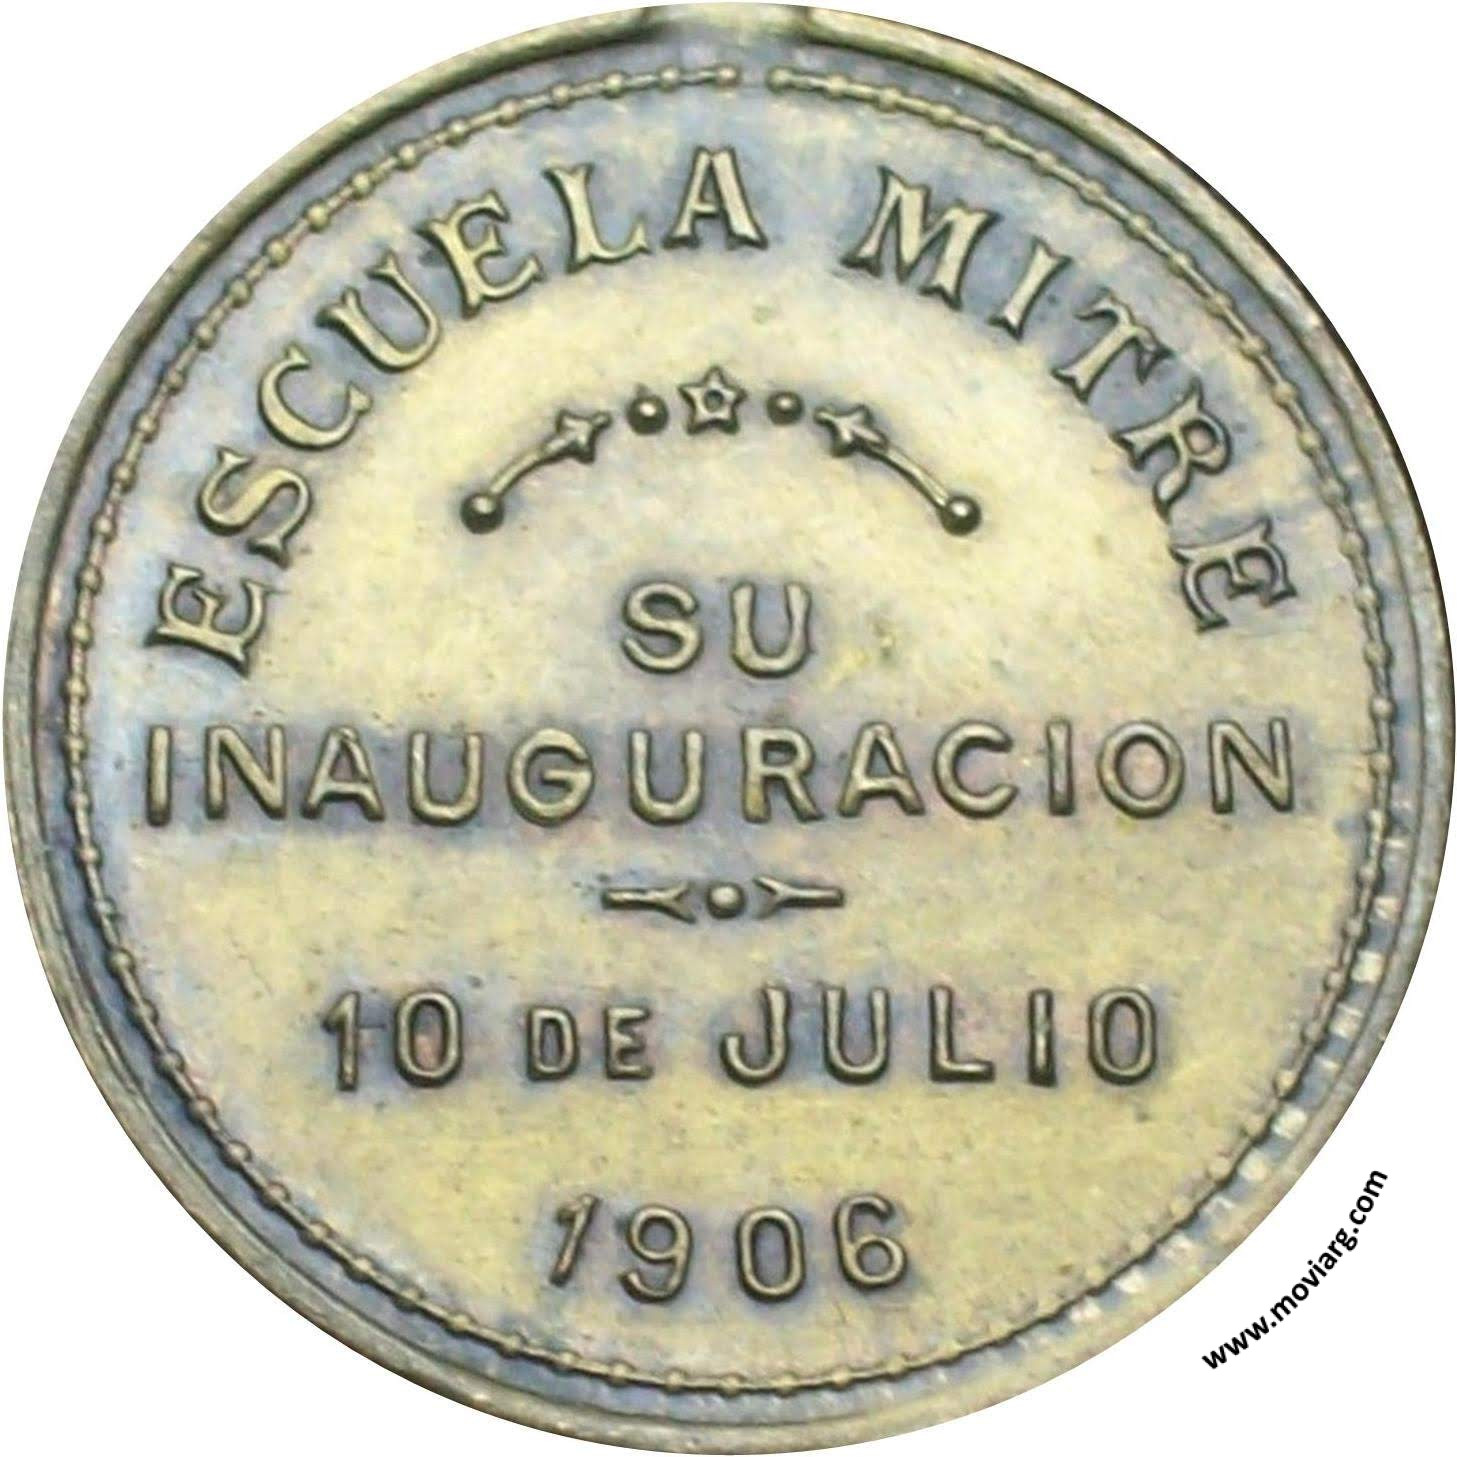 ESCUELA MITRE
SU
INAUGURACION
10 DE JULIO
1906
www.moviarg.com